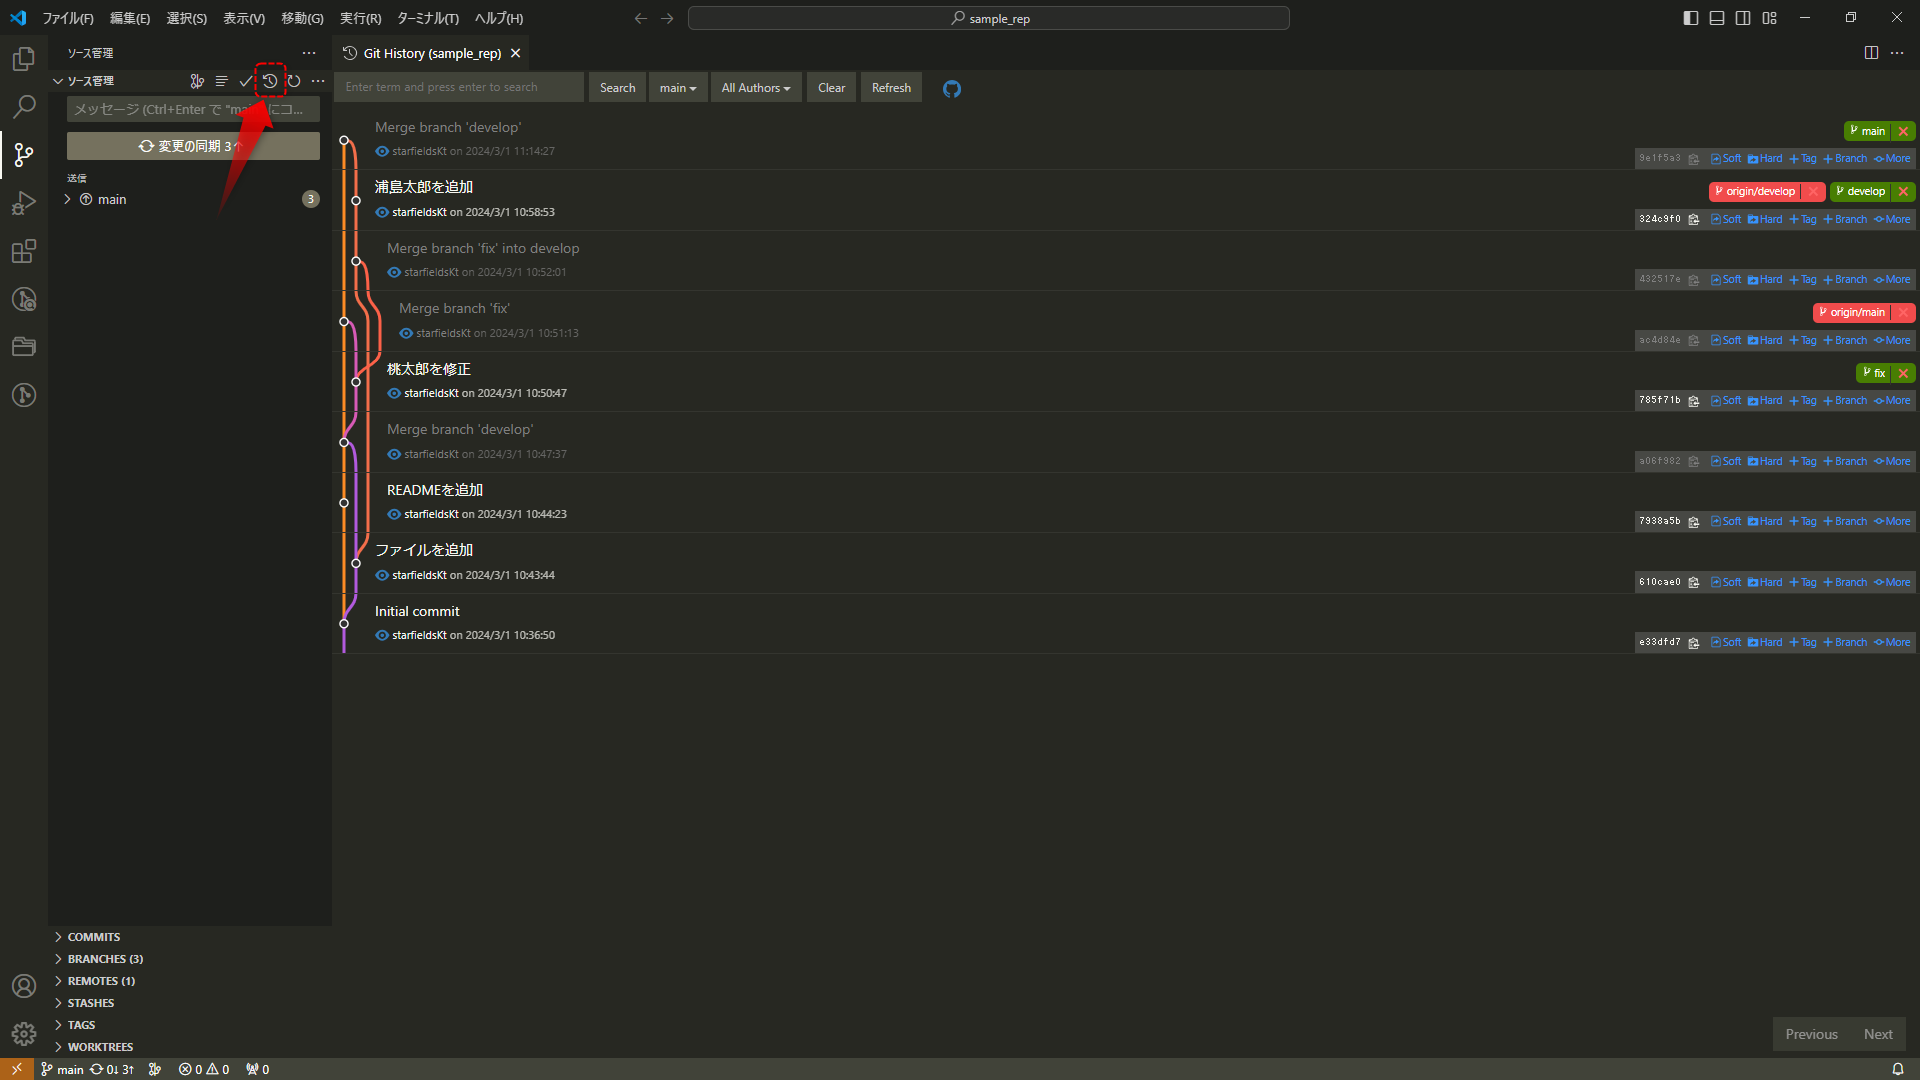 ファイル(F) 編集(E) 選択(S) 表示(V) 移動(G) 実行(R) ターミナル(T) ヘルプ(H) sample_rep
ソース管理
Git History (sample_rep)
ソース管理
Enter term and press enter to search Search main All Authors Clear Refresh
メッセージ (Ctrl+Enter で "main" にコ...
変更の同期 3↑
送信
main 3
Merge branch 'develop'
main
starfieldsKt on 2024/3/1 11:14:27
9e1f5a3 Soft Hard +Tag +Branch More
浦島太郎を追加
origin/develop develop
starfieldsKt on 2024/3/1 10:58:53
324c9f0 Soft Hard +Tag +Branch More
Merge branch 'fix' into develop
starfieldsKt on 2024/3/1 10:52:01
432517e Soft Hard +Tag +Branch More
Merge branch 'fix'
origin/main
starfieldsKt on 2024/3/1 10:51:13
ac4d84e Soft Hard +Tag +Branch More
桃太郎を修正
fix
starfieldsKt on 2024/3/1 10:50:47
785f71b Soft Hard +Tag +Branch More
Merge branch 'develop'
starfieldsKt on 2024/3/1 10:47:37
a06f982 Soft Hard +Tag +Branch More
READMEを追加
starfieldsKt on 2024/3/1 10:44:23
7938a5b Soft Hard +Tag +Branch More
ファイルを追加
starfieldsKt on 2024/3/1 10:43:44
610cae0 Soft Hard +Tag +Branch More
Initial commit
starfieldsKt on 2024/3/1 10:36:50
e33dfd7 Soft Hard +Tag +Branch More
COMMITS
BRANCHES (3)
REMOTES (1)
STASHES
TAGS
WORKTREES
Previous Next
main 0↓ 3↑ 0 0 0